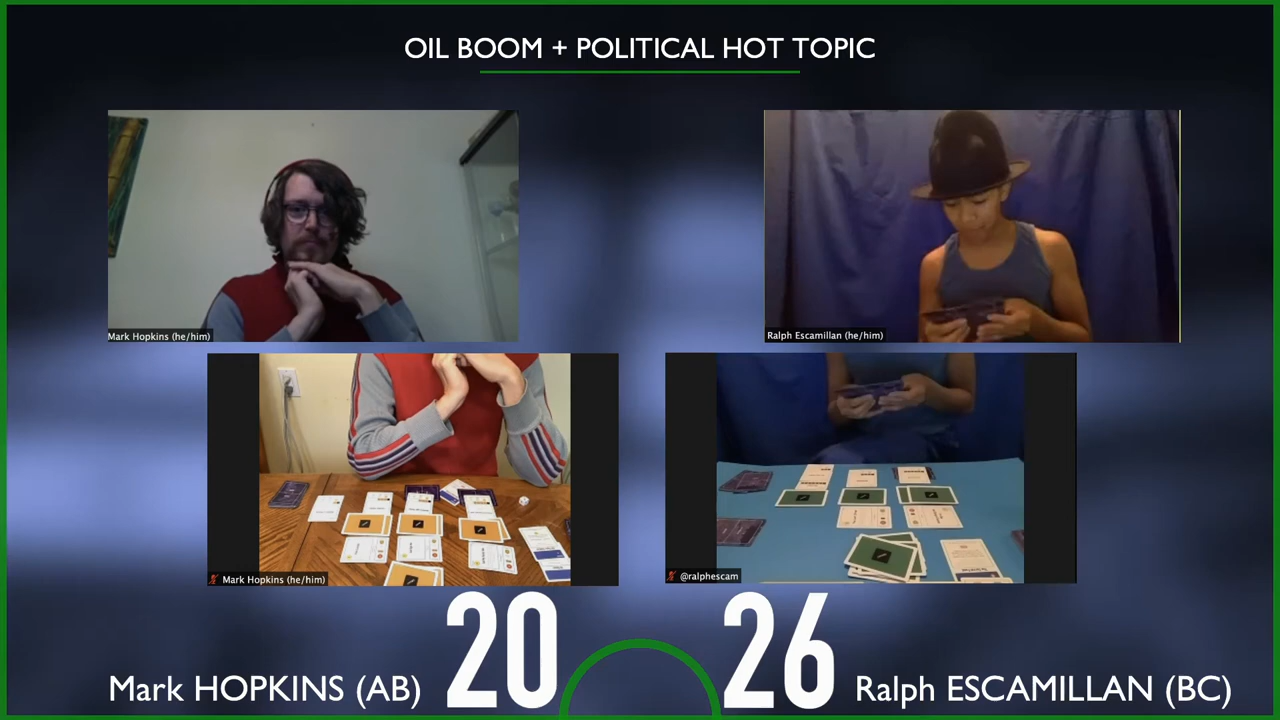 OIL BOOM + POLITICAL HOT TOPIC
Mark Hopkins (he/him)
Ralph Escamillan (he/him)
Mark Hopkins (he/him)
@ralphescam
20
26
Mark HOPKINS (AB)
Ralph ESCAMILLAN (BC)